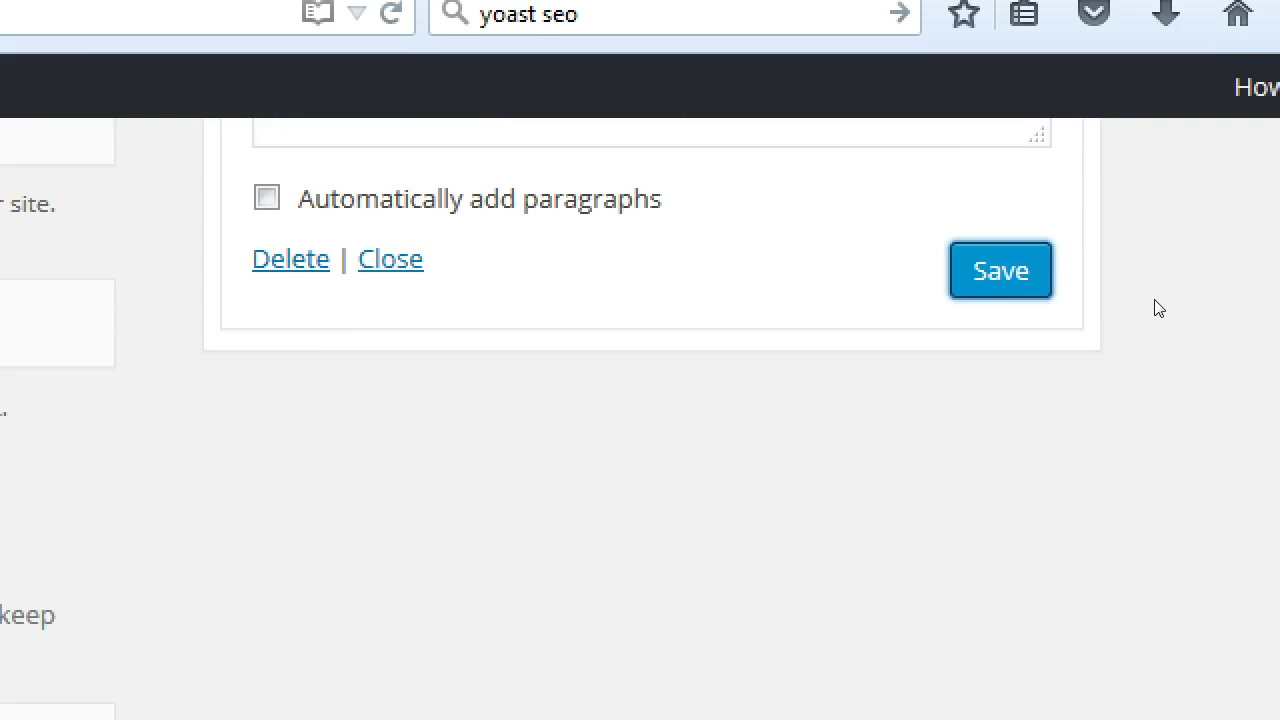 yoast seo
How
Automatically add paragraphs
r site.
Delete | Close
Save
keep